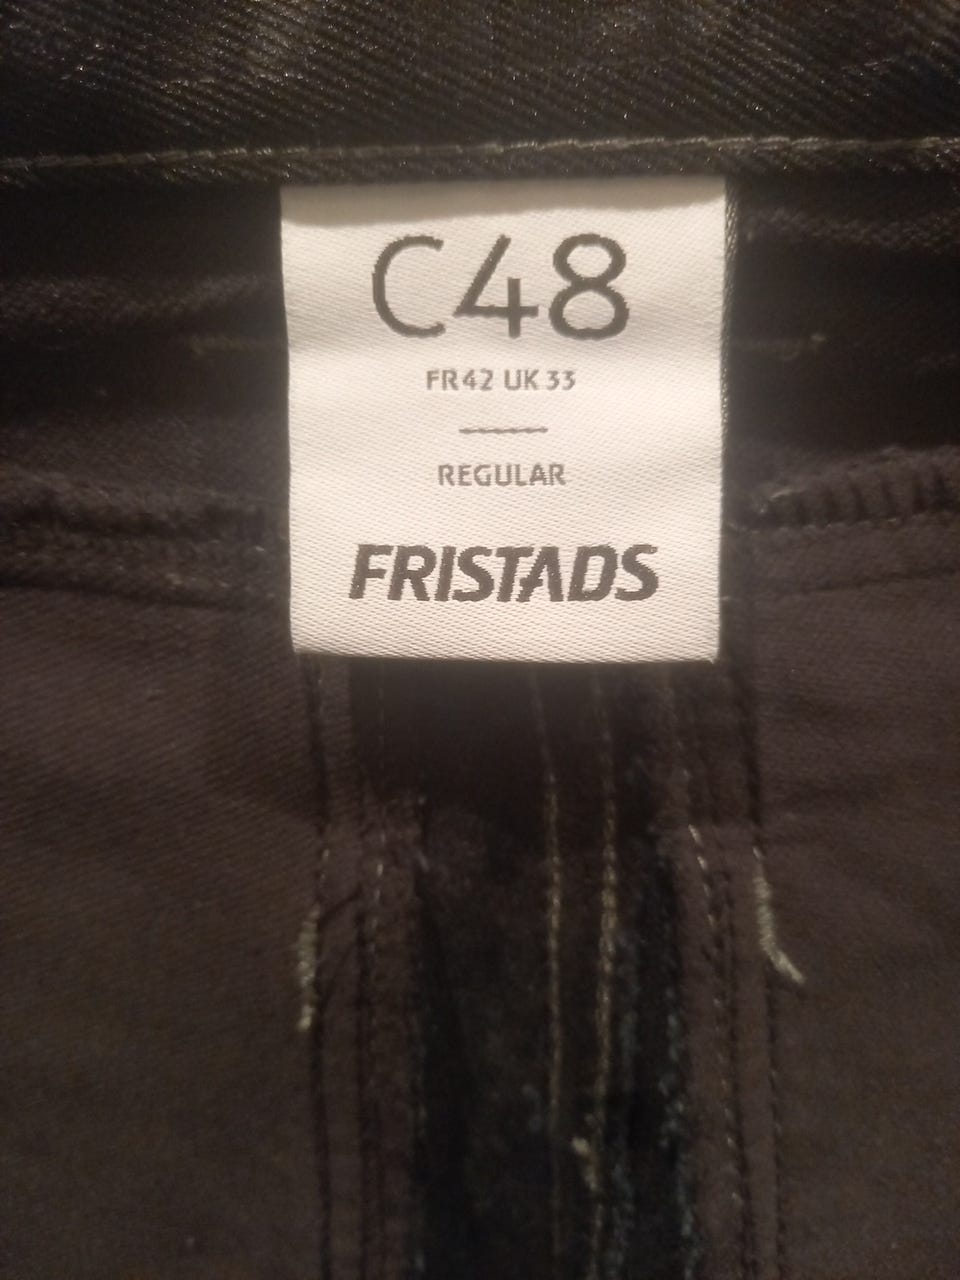 C48
FR42 UK 33
REGULAR
FRISTADS